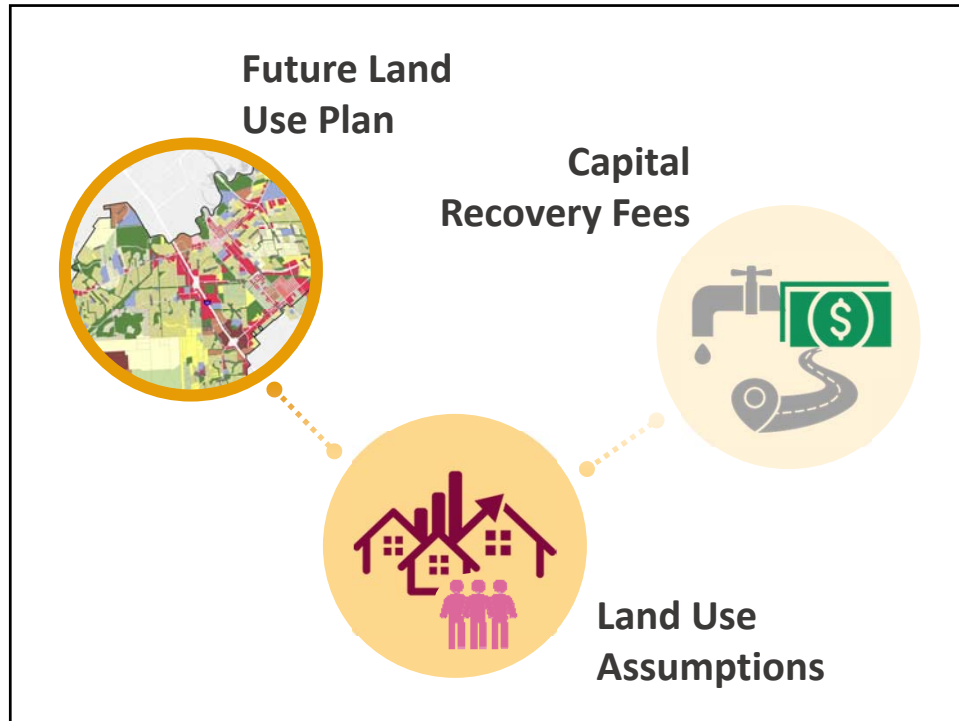 Future Land
Use Plan
Capital
Recovery Fees
$
Land Use
Assumptions